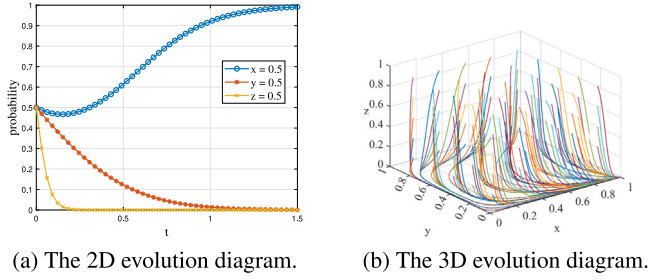 1
0.9
0.8
0.7
0.6
0.5
0.4
0.3
0.2
0.1
0
probability
x = 0.5
y = 0.5
z = 0.5
0 0.5 1 1.5
t
1
0.8
0.6
z
0.4
0.2
0
1
0.8
0.6
0.4
0.2
0
y
0
0.2
0.4
0.6
0.8
1
x
(a) The 2D evolution diagram.
(b) The 3D evolution diagram.